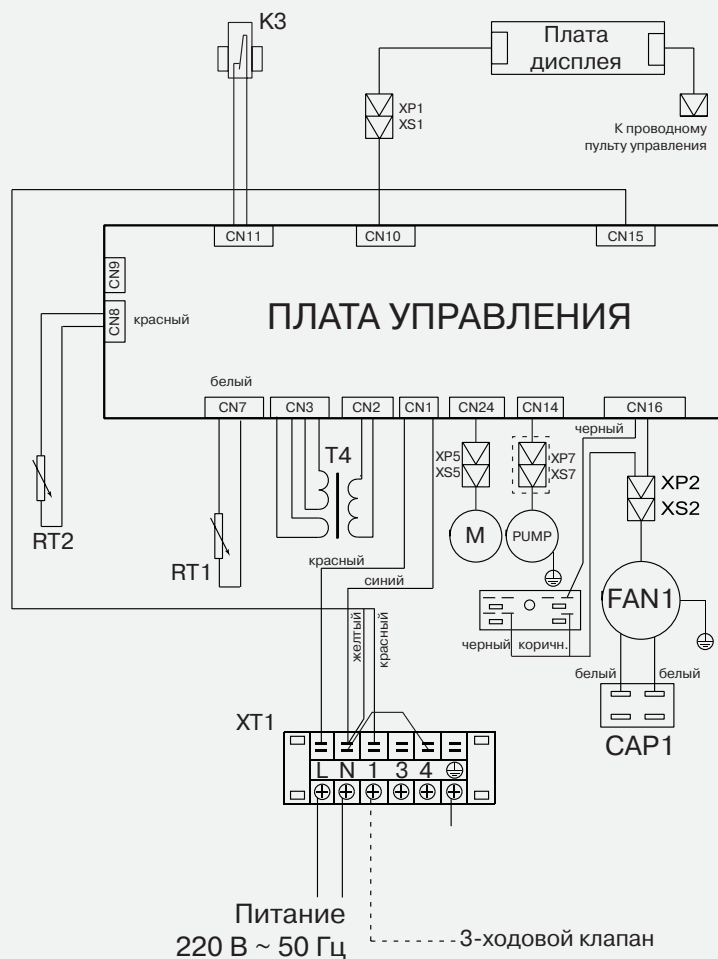 К3
Плата
дисплея
XP1
XS1
К проводному
пульту управления
CN11
CN10
CN15
CN9
CN8
красный
ПЛАТА УПРАВЛЕНИЯ
белый
CN7
CN3
CN2
CN1
CN24
CN14
CN16
черный
T4
XP5
XS5
XP7
XS7
XP2
XS2
RT2
RT1
M
PUMP
красный
синий
FAN1
желтый
красный
черный
коричн.
белый
белый
CAP1
XT1
L N 1 3 4
Питание
220 В ~ 50 Гц
3-ходовой клапан